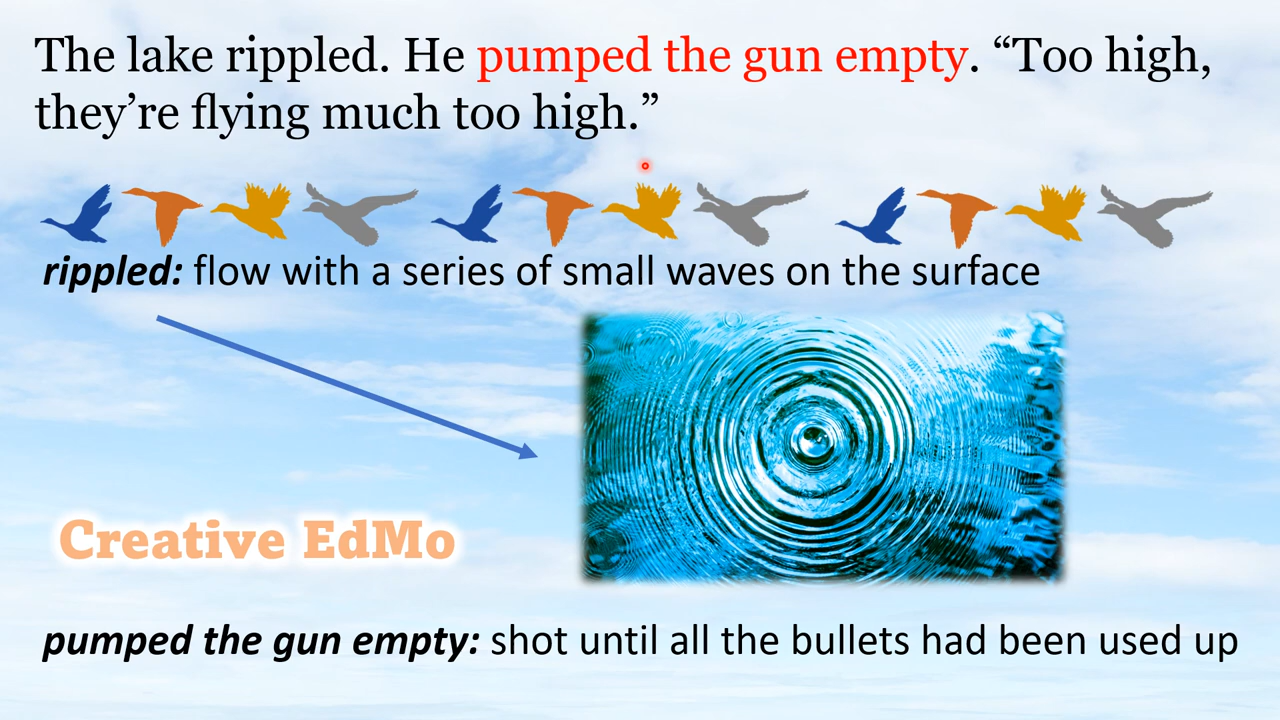 The lake rippled. He pumped the gun empty. “Too high,
they’re flying much too high.”
rippled: flow with a series of small waves on the surface
Creative EdMo
pumped the gun empty: shot until all the bullets had been used up